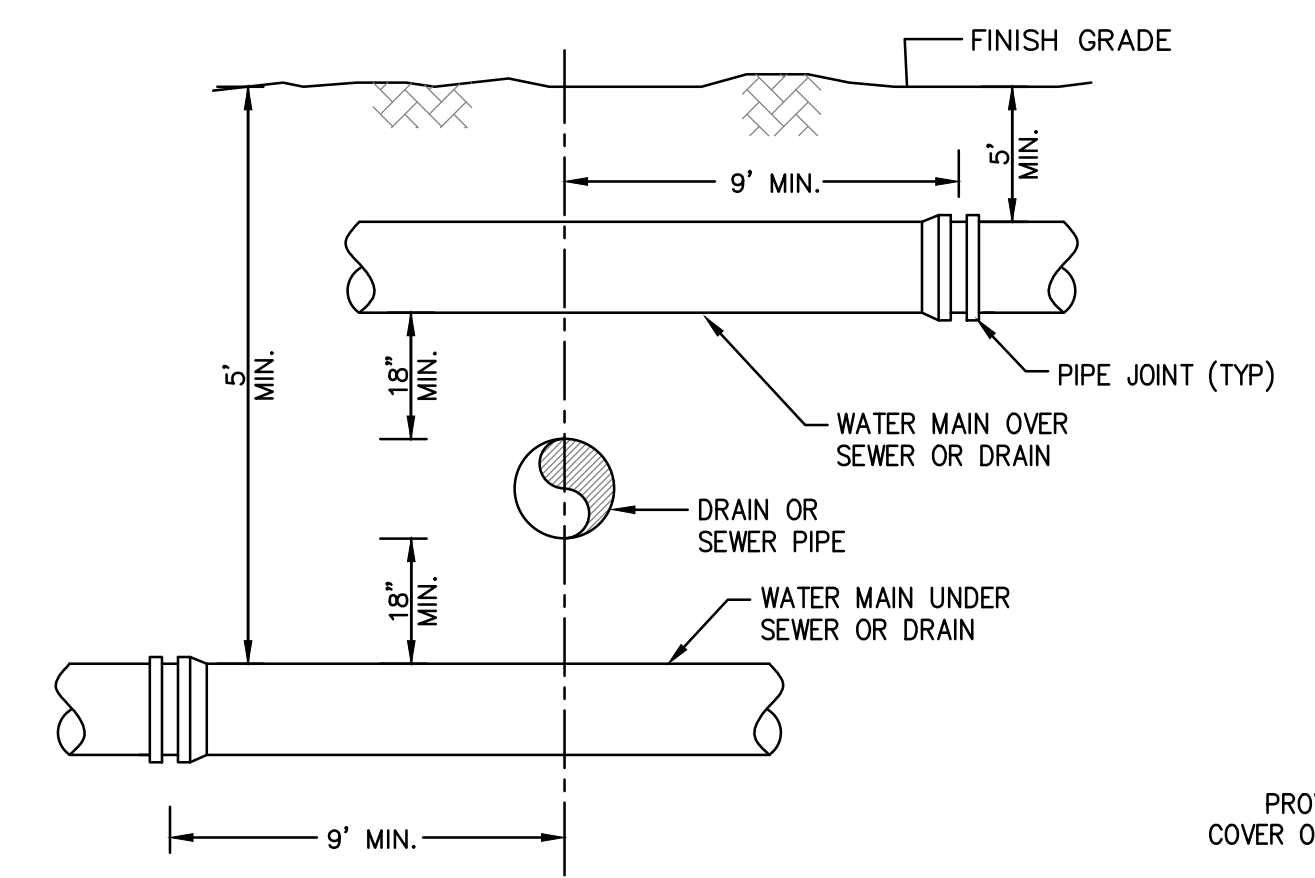 FINISH GRADE
5'
MIN.
9' MIN.
5'
MIN.
18"
MIN.
PIPE JOINT (TYP)
WATER MAIN OVER
SEWER OR DRAIN
DRAIN OR
SEWER PIPE
18"
MIN.
WATER MAIN UNDER
SEWER OR DRAIN
9' MIN.
COVER